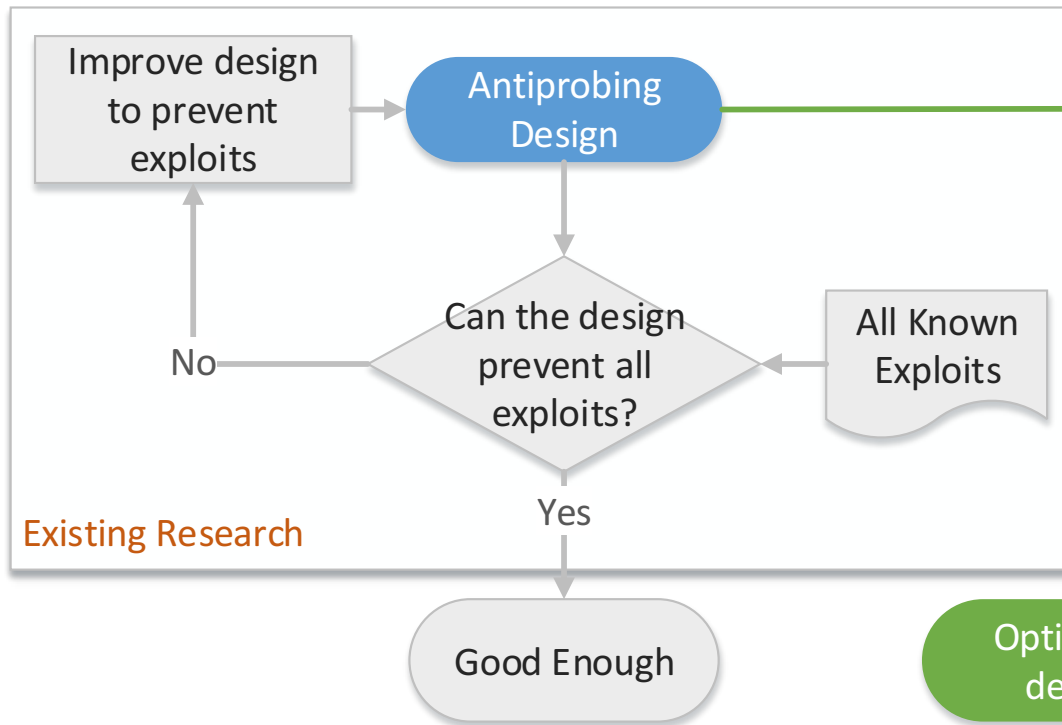 Improve design
to prevent
exploits
Antiprobing
Design
Can the design
prevent all
exploits?
All Known
Exploits
No
Yes
Existing Research
Good Enough